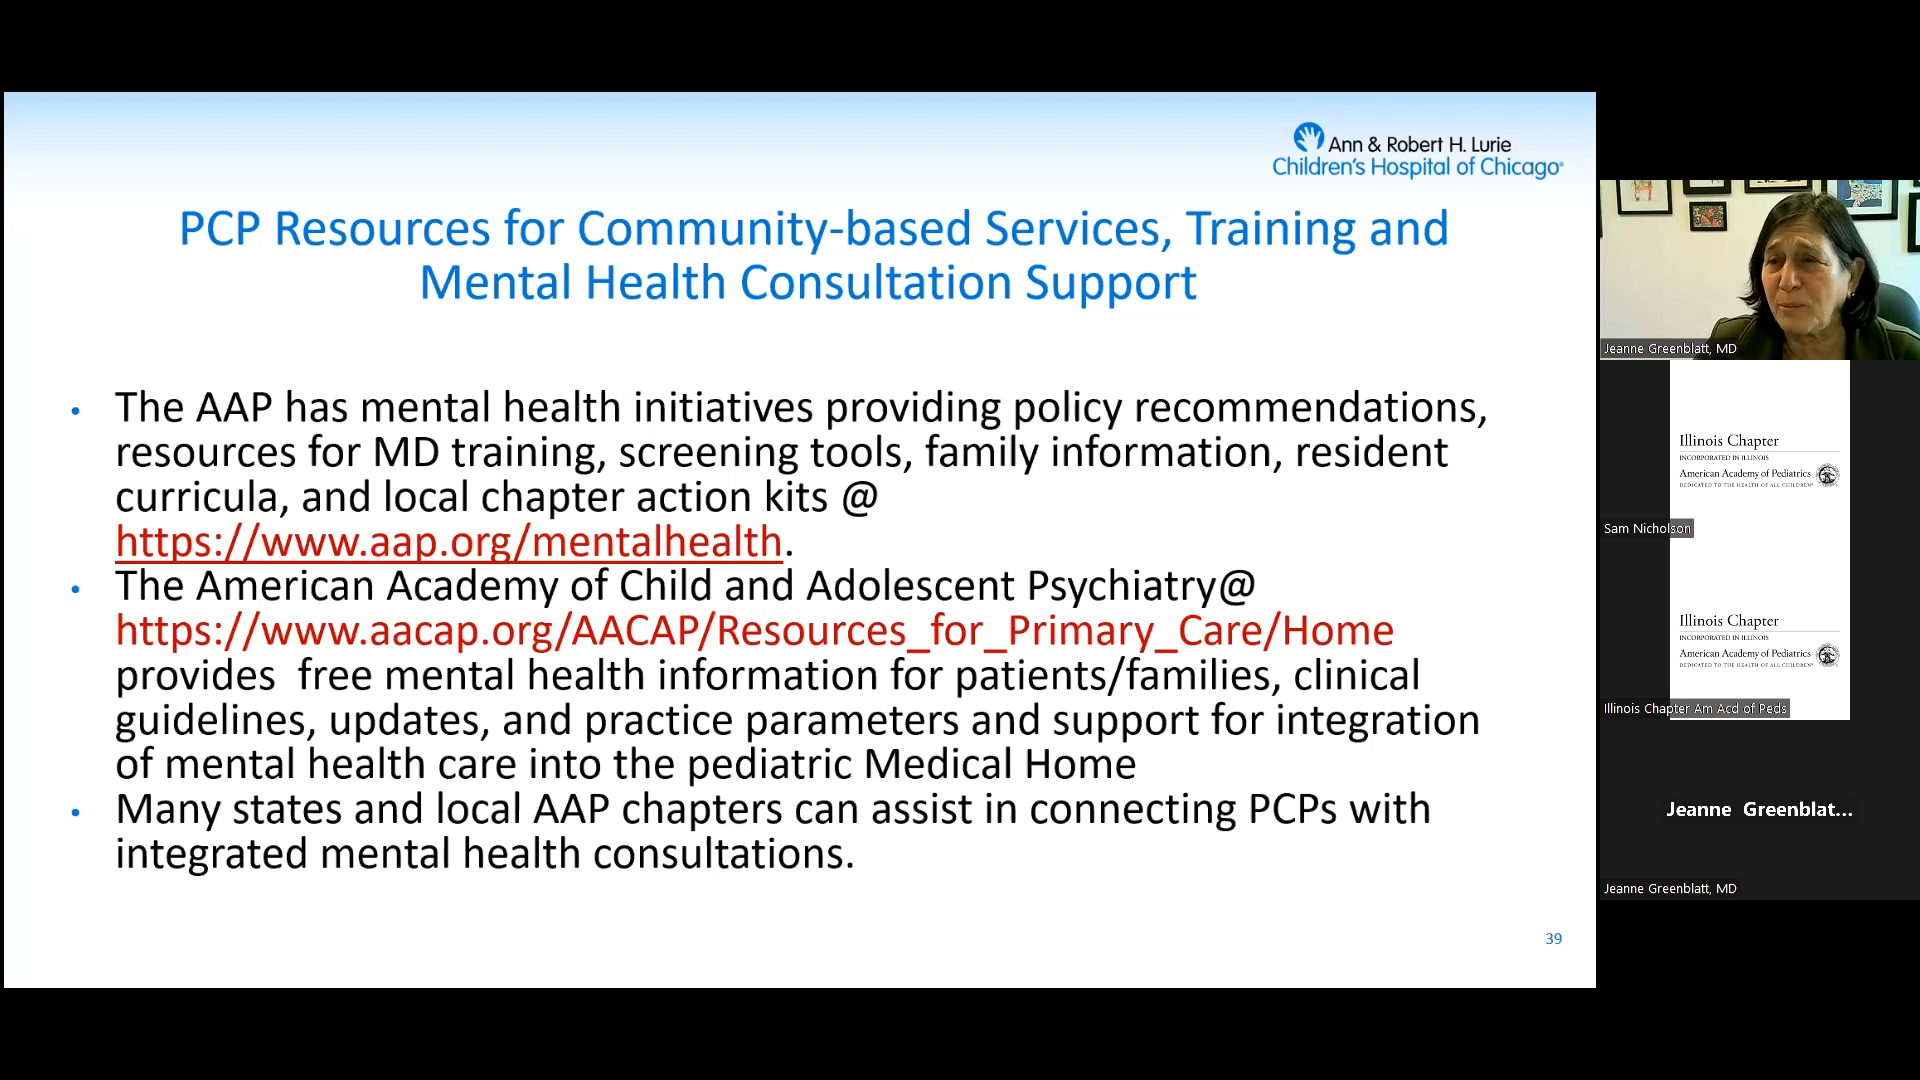 Ann & Robert H. Lurie
Children's Hospital of Chicago®
PCP Resources for Community-based Services, Training and
Mental Health Consultation Support
• The AAP has mental health initiatives providing policy recommendations,
resources for MD training, screening tools, family information, resident
curricula, and local chapter action kits @
https://www.aap.org/mentalhealth.
• The American Academy of Child and Adolescent Psychiatry@
https://www.aacap.org/AACAP/Resources_for_Primary_Care/Home
provides  free mental health information for patients/families, clinical
guidelines, updates, and practice parameters and support for integration
of mental health care into the pediatric Medical Home
• Many states and local AAP chapters can assist in connecting PCPs with
integrated mental health consultations.
39
Jeanne Greenblatt, MD
Illinois Chapter
INCORPORATED IN ILLINOIS
American Academy of Pediatrics
DEDICATED TO THE HEALTH OF ALL CHILDREN®
Sam Nicholson
Illinois Chapter
INCORPORATED IN ILLINOIS
American Academy of Pediatrics
DEDICATED TO THE HEALTH OF ALL CHILDREN®
Illinois Chapter Am Acd of Peds
Jeanne Greenblat...
Jeanne Greenblatt, MD